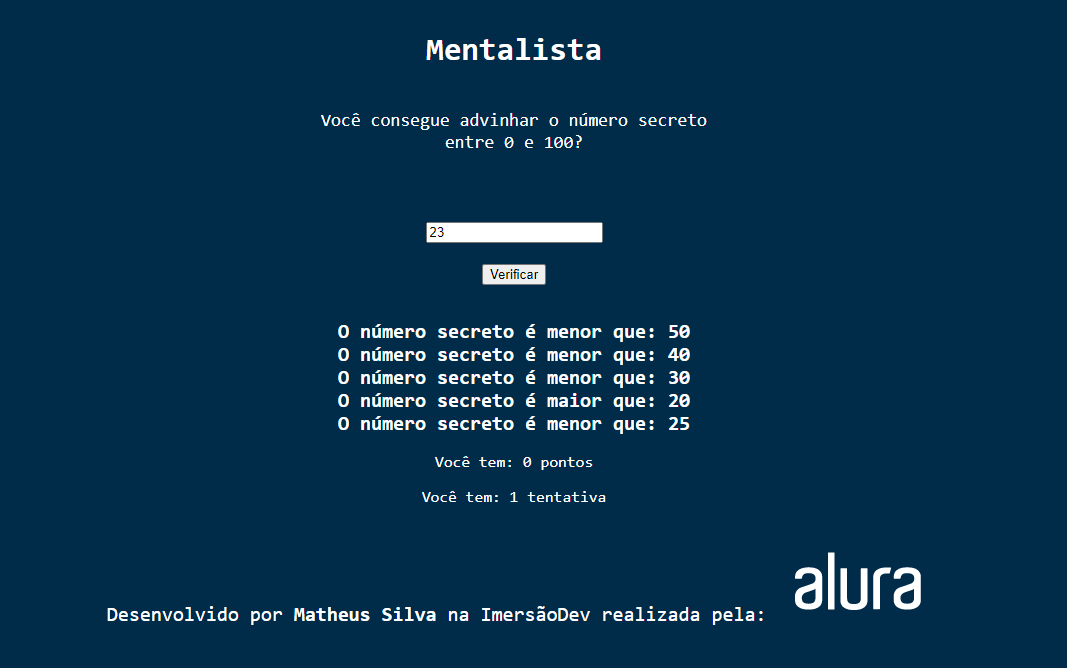 Mentalista
Você consegue advinhar o número secreto
entre 0 e 100?
23
Verificar
O número secreto é menor que: 50
O número secreto é menor que: 40
O número secreto é menor que: 30
O número secreto é maior que: 20
O número secreto é menor que: 25
Você tem: 0 pontos
Você tem: 1 tentativa
Desenvolvido por Matheus Silva na ImersãoDev realizada pela: alura